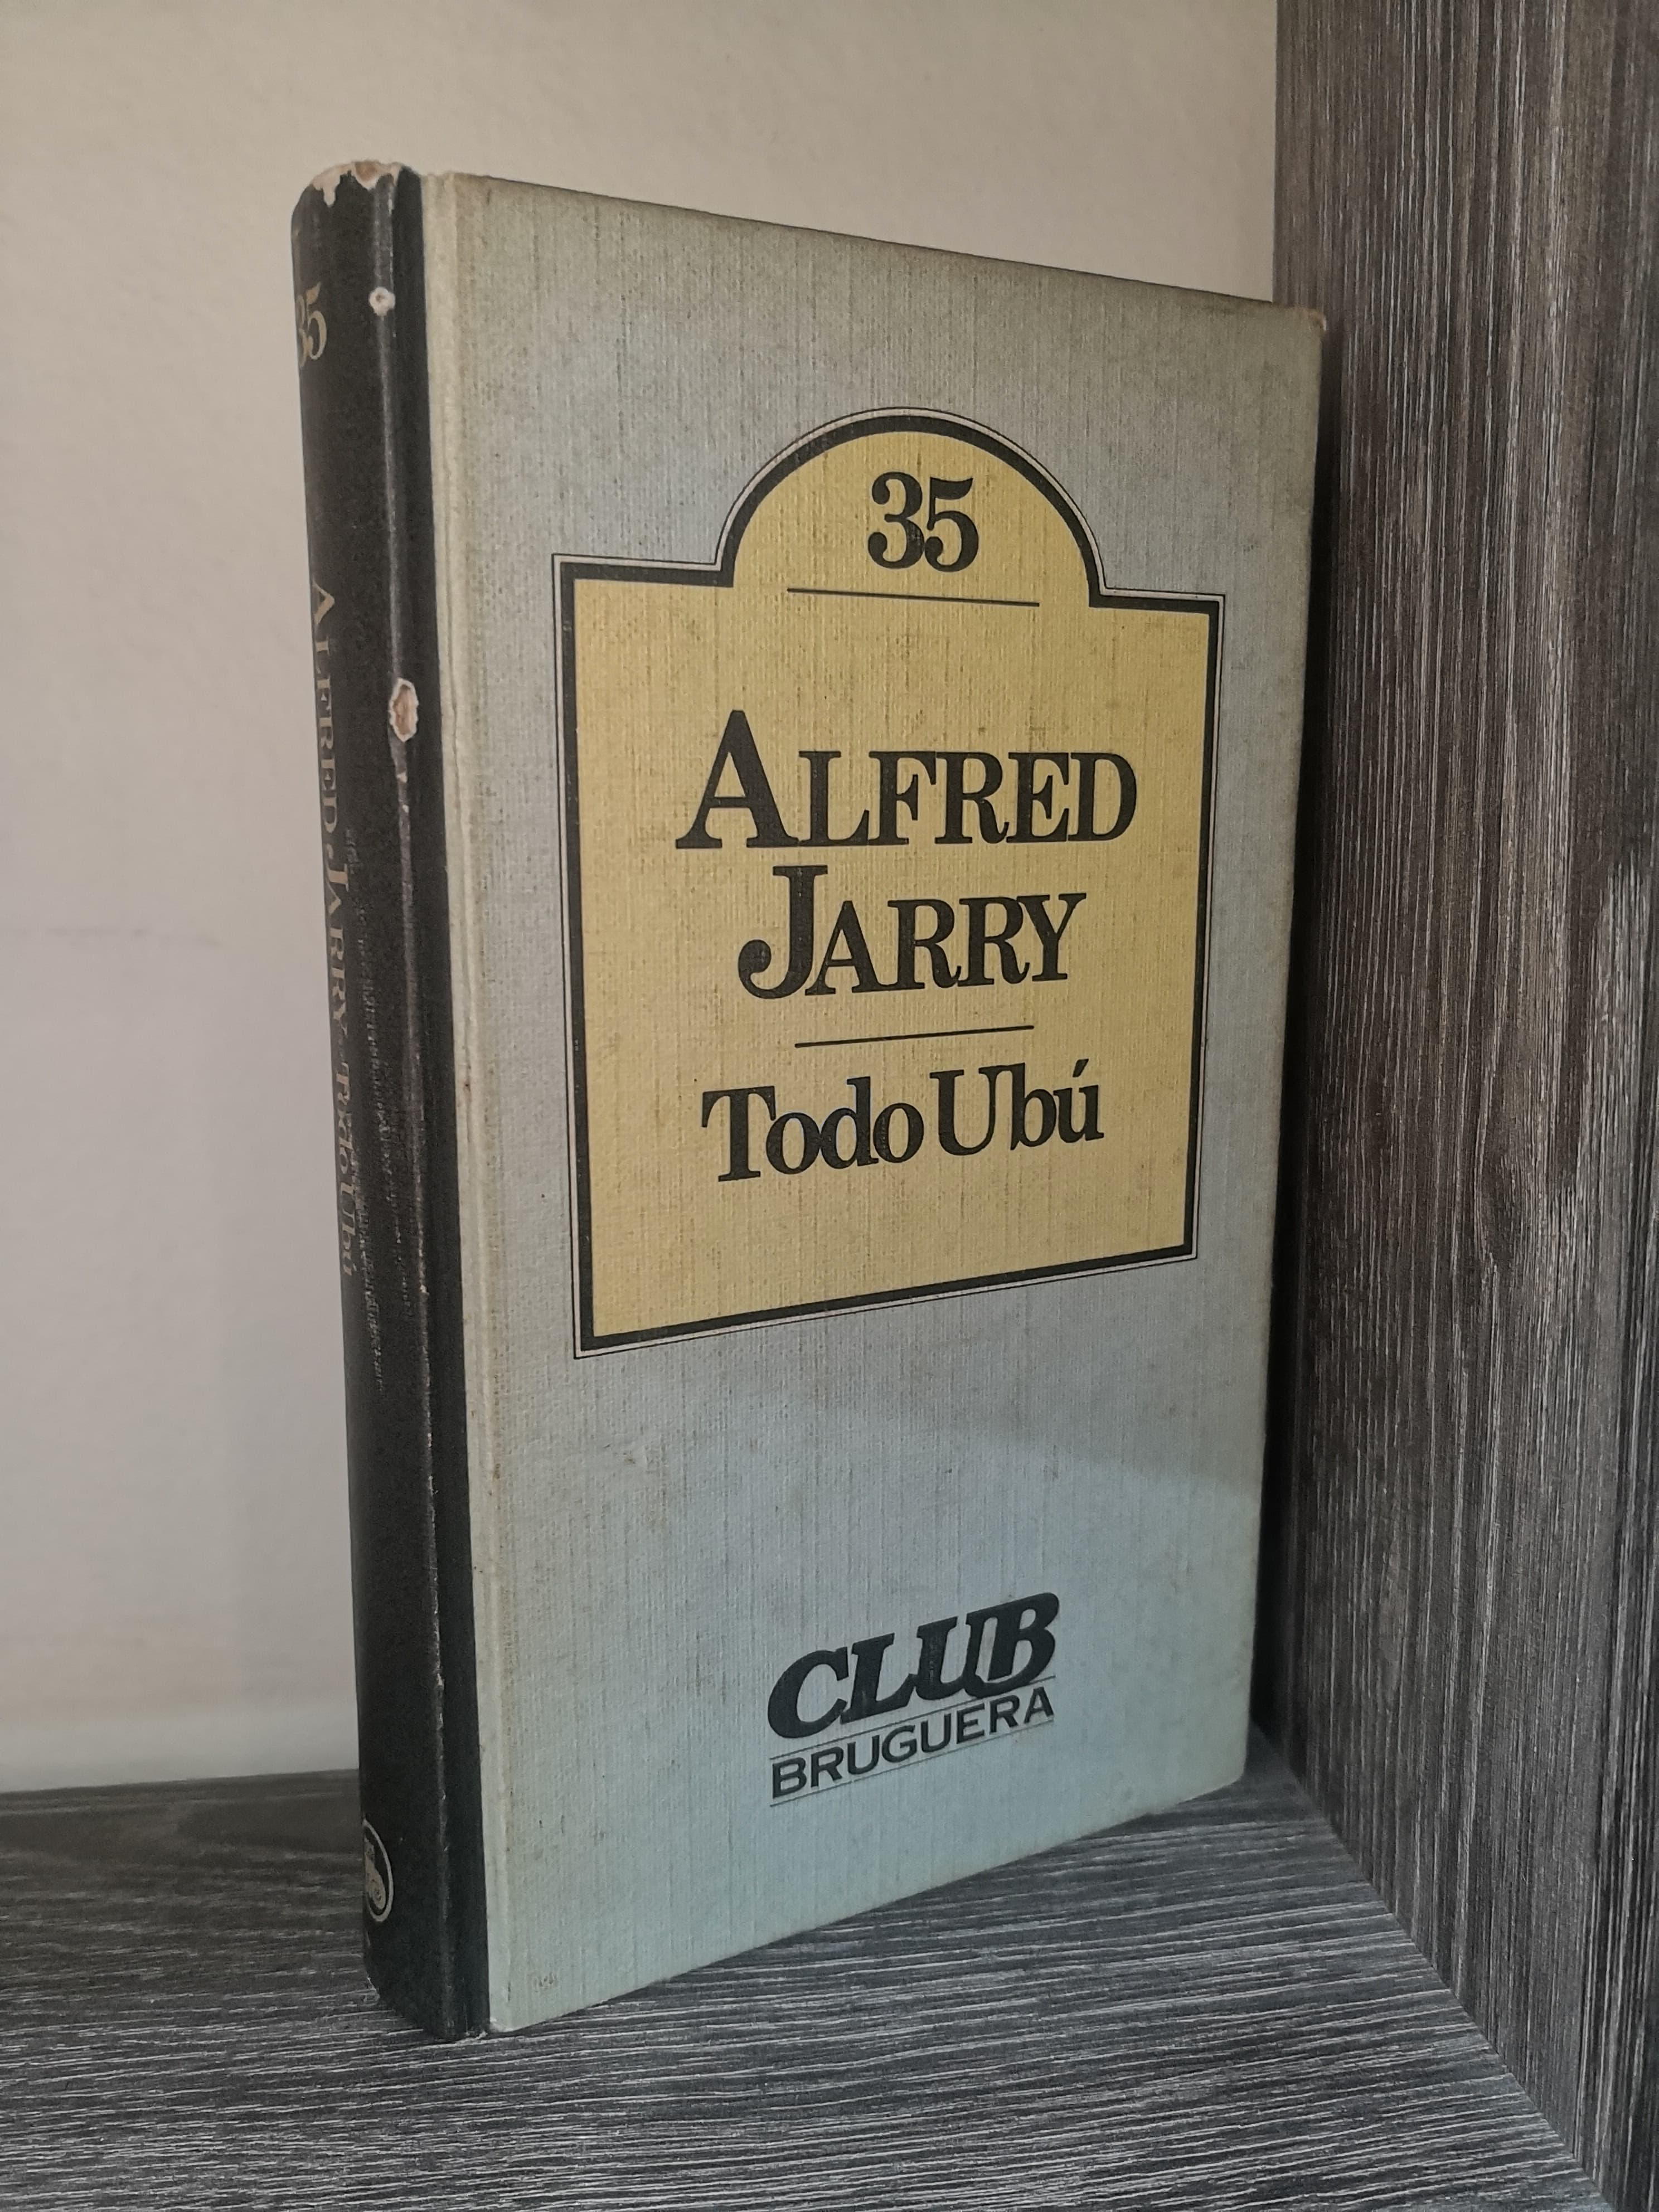 35
ALFRED JARRY · Todo Ubú
35
ALFRED
JARRY
Todo Ubú
CLUB
BRUGUERA